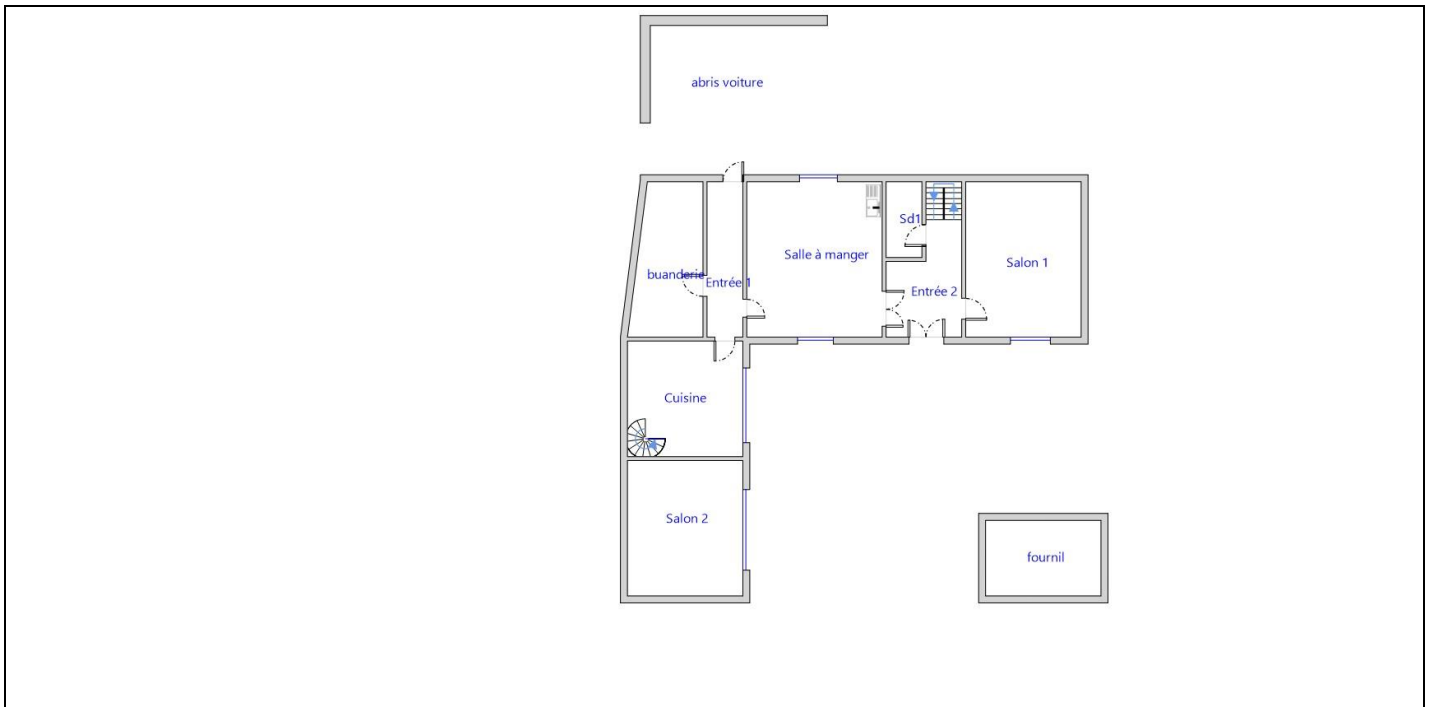 abris voiture
Sd1
Salle à manger
Salon 1
buanderie
Entrée 1
Entrée 2
Cuisine
Salon 2
fournil